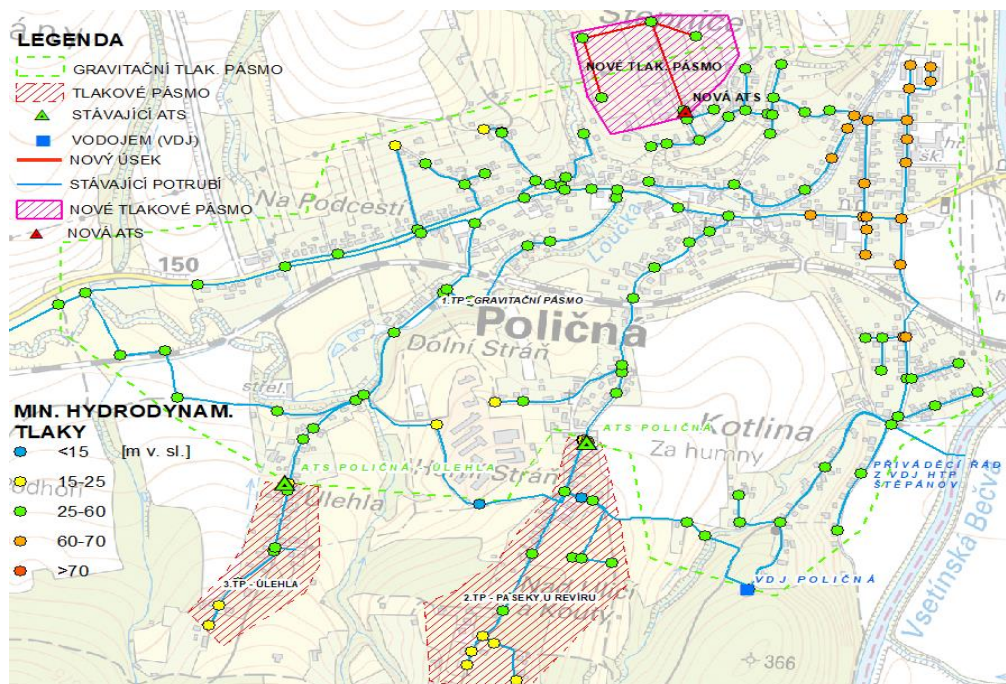 LEGENDA
GRAVITAČNÍ TLAK. PÁSMO
TLAKOVÉ PÁSMO
STÁVAJÍCÍ ATS
VODOJEM (VDJ)
NOVÝ ÚSEK
STÁVAJÍCÍ POTRUBÍ
NOVÉ TLAKOVÉ PÁSMO
NOVÁ ATS
NOVÉ TLAK. PÁSMO
NOVÁ ATS
Na Podčestí
Loučka
150
1.TP - GRAVITAČNÍ PÁSMO
Poličná
Dolní Stráň
střel.
šk.
MIN. HYDRODYNAM.
TLAKY
<15 [m v. sl.]
15-25
25-60
60-70
>70
ATS POLIČNÁ
Kotlina
Za humny
ATS POLIČNÁ, ÚLEHLA
Úlehla
PŘIVÁDĚCÍ ŘAD
Z VDJ HTP
ŠTĚPÁNOV
3.TP - ÚLEHLA
2.TP - PASEKY, U REVÍRU
VDJ POLIČNÁ
Vsetínská Bečva
366